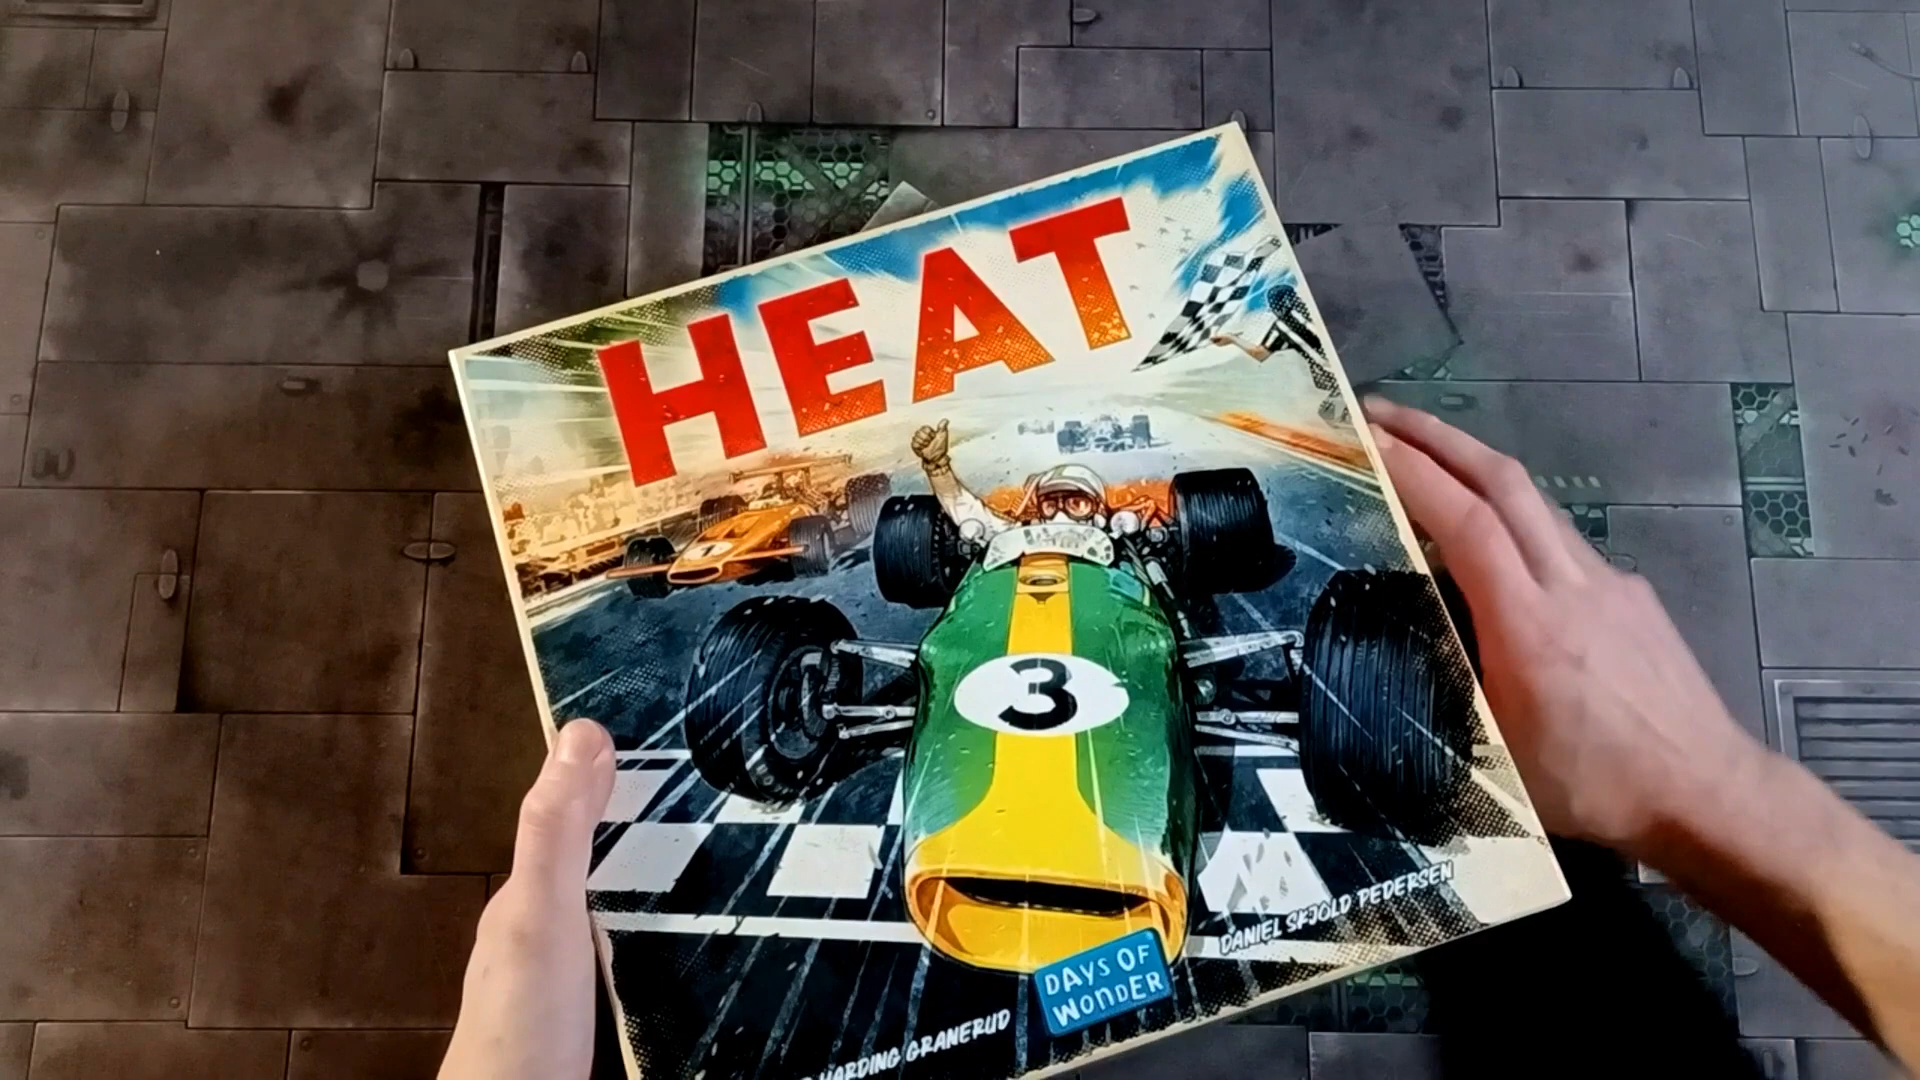 HEAT
1
3
DANIEL SKJOLD PEDERSEN
DAYS OF
WONDER
HARDING GRANERUD